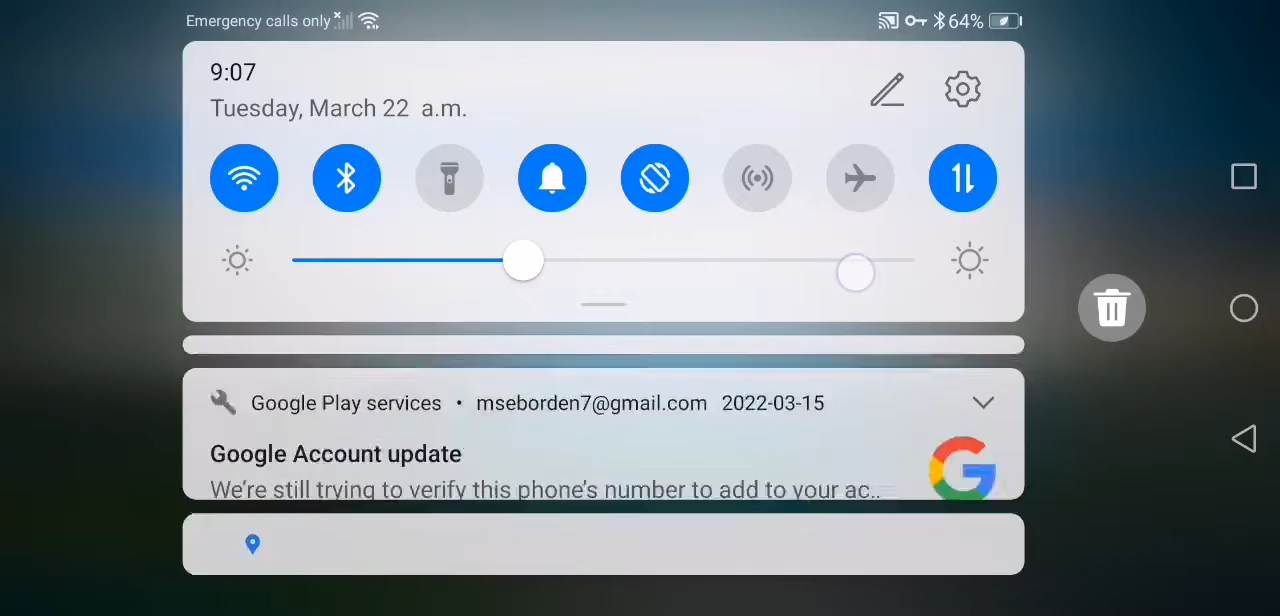 Emergency calls only
64%
9:07
Tuesday, March 22 a.m.
Google Play services • mseborden7@gmail.com 2022-03-15
Google Account update
We're still trying to verify this phone's number to add to your ac..